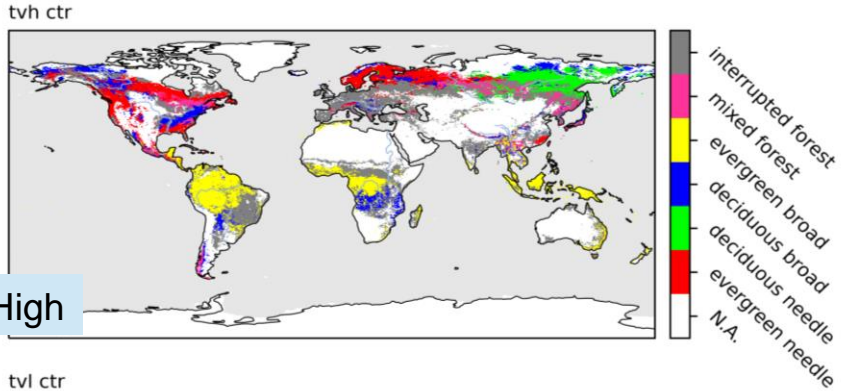 tvh ctr
interrupted forest
mixed forest
evergreen broad
deciduous broad
deciduous needle
evergreen needle
N.A.
High
tvl ctr